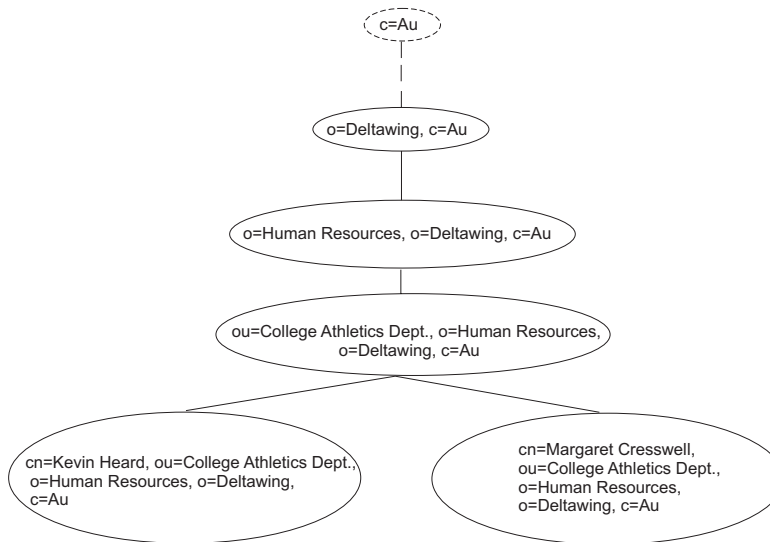 c=Au
o=Deltawing, c=Au
o=Human Resources, o=Deltawing, c=Au
ou=College Athletics Dept., o=Human Resources,
o=Deltawing, c=Au
cn=Kevin Heard, ou=College Athletics Dept.,
o=Human Resources, o=Deltawing,
c=Au
cn=Margaret Cresswell,
ou=College Athletics Dept.,
o=Human Resources,
o=Deltawing, c=Au